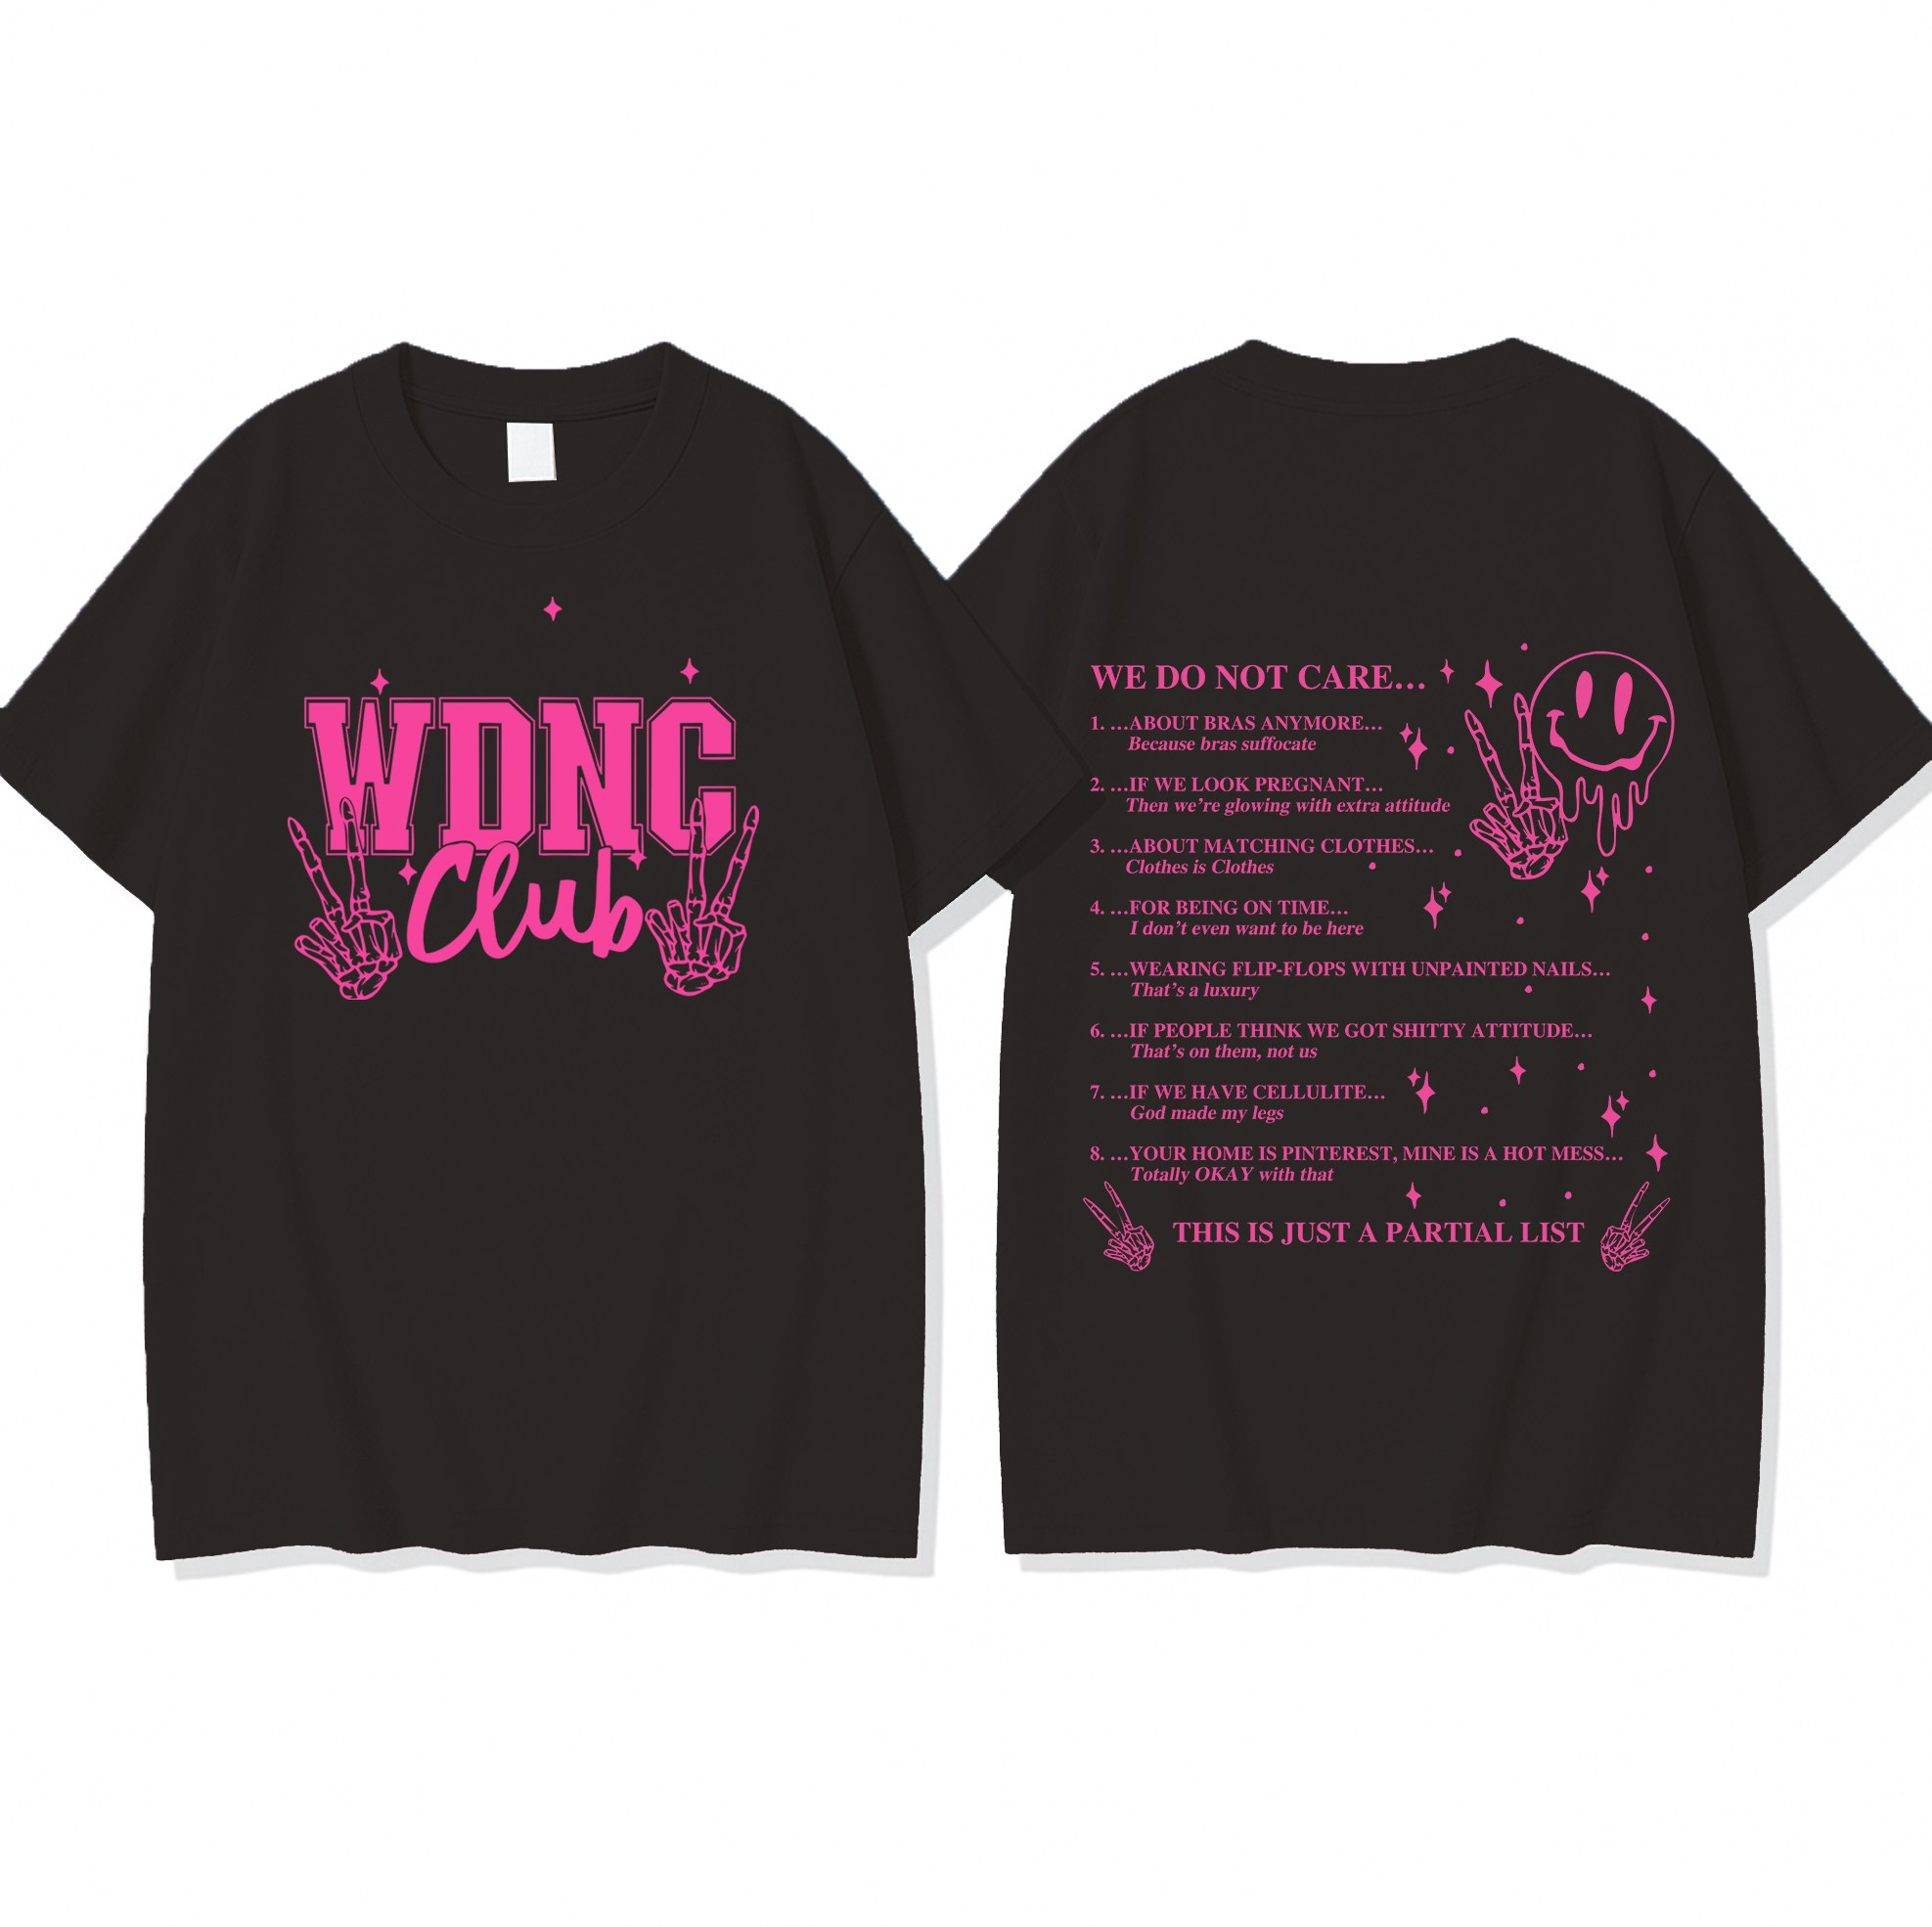 WDNC
Club
WE DO NOT CARE...
1. ...ABOUT BRAS ANYMORE...
Because bras suffocate
2. ...IF WE LOOK PREGNANT...
Then we're glowing with extra attitude
3. ...ABOUT MATCHING CLOTHES...
Clothes is Clothes
4. ...FOR BEING ON TIME...
I don't even want to be here
5. ...WEARING FLIP-FLOPS WITH UNPAINTED NAILS...
That's a luxury
6. ...IF PEOPLE THINK WE GOT SHITTY ATTITUDE...
That's on them, not us
7. ...IF WE HAVE CELLULITE...
God made my legs
8. ...YOUR HOME IS PINTEREST, MINE IS A HOT MESS...
Totally OKAY with that
THIS IS JUST A PARTIAL LIST